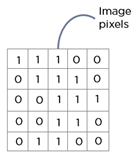 Image
pixels
1 1 1 0 0
0 1 1 1 0
0 0 1 1 1
0 0 1 1 0
0 1 1 0 0